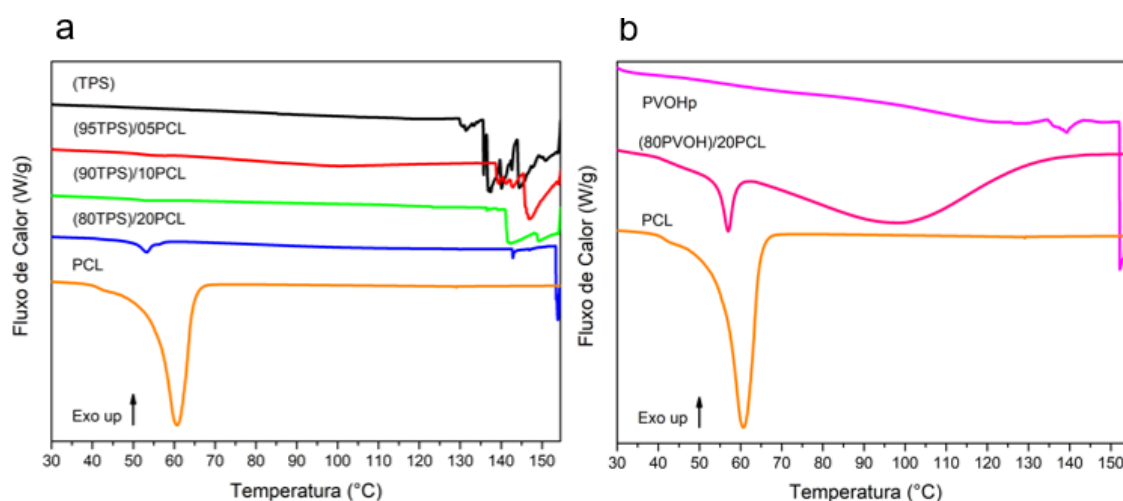 a
(TPS)
(95TPS)/05PCL
(90TPS)/10PCL
(80TPS)/20PCL
PCL
Exo up
Fluxo de Calor (W/g)
30 40 50 60 70 80 90 100 110 120 130 140 150
Temperatura (°C)
b
PVOHp
(80PVOH)/20PCL
PCL
Exo up
Fluxo de Calor (W/g)
30 40 50 60 70 80 90 100 110 120 130 140 150
Temperatura (°C)